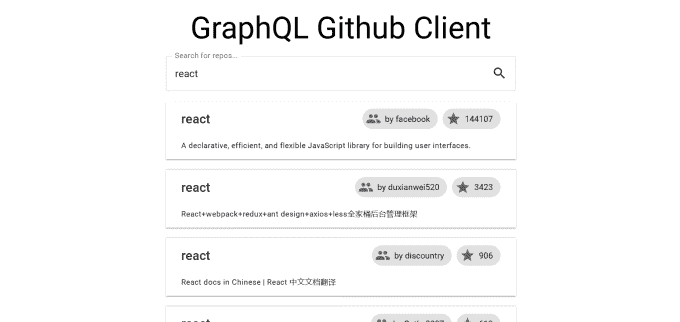 GraphQL Github Client
Search for repos...
react
react by facebook 144107
A declarative, efficient, and flexible JavaScript library for building user interfaces.
react by duxianwei520 3423
React+webpack+redux+ant design+axios+less全家桶后台管理框架
react by discountry 906
React docs in Chinese | React 中文文档翻译
react